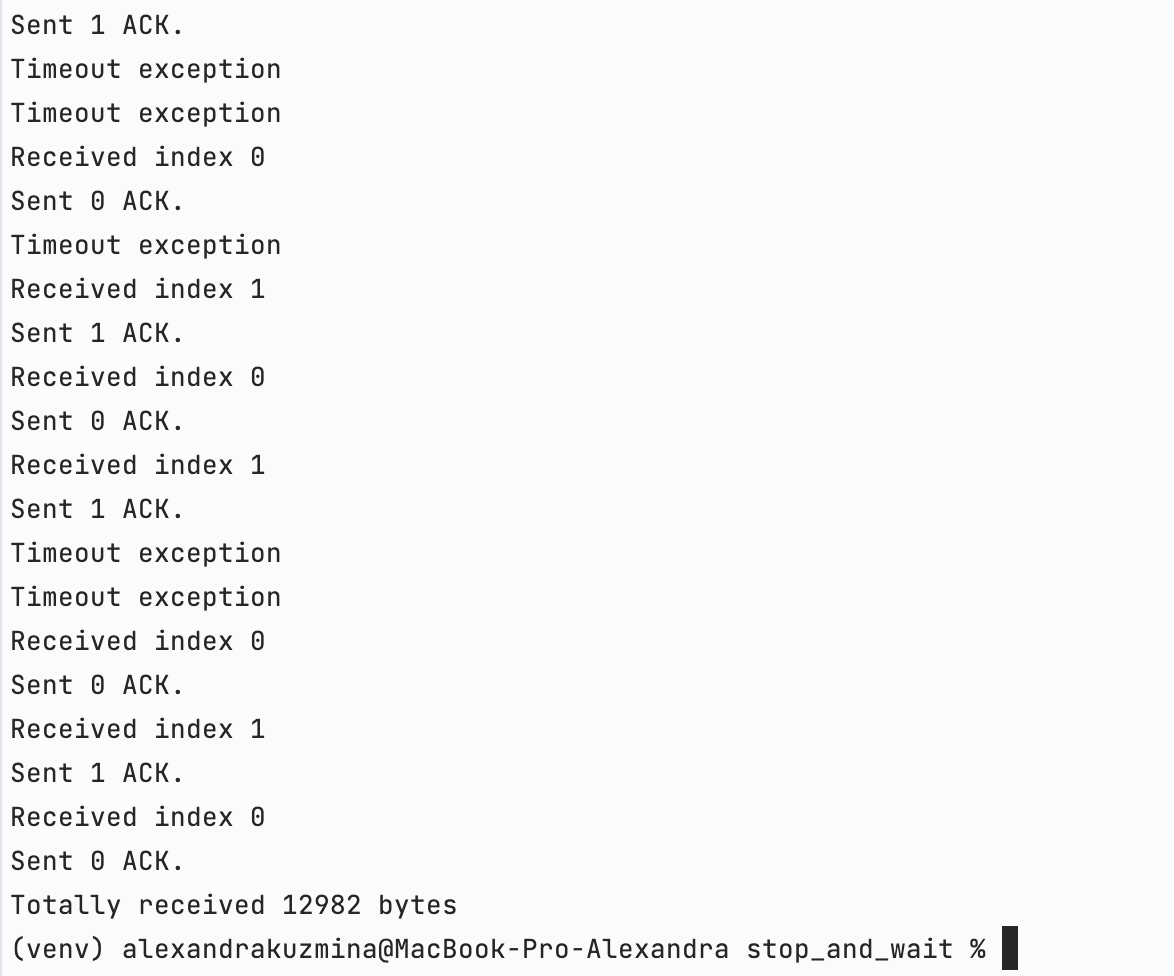 Sent 1 ACK.
Timeout exception
Timeout exception
Received index 0
Sent 0 ACK.
Timeout exception
Received index 1
Sent 1 ACK.
Received index 0
Sent 0 ACK.
Received index 1
Sent 1 ACK.
Timeout exception
Timeout exception
Received index 0
Sent 0 ACK.
Received index 1
Sent 1 ACK.
Received index 0
Sent 0 ACK.
Totally received 12982 bytes
(venv) alexandrakuzmina@MacBook-Pro-Alexandra stop_and_wait %